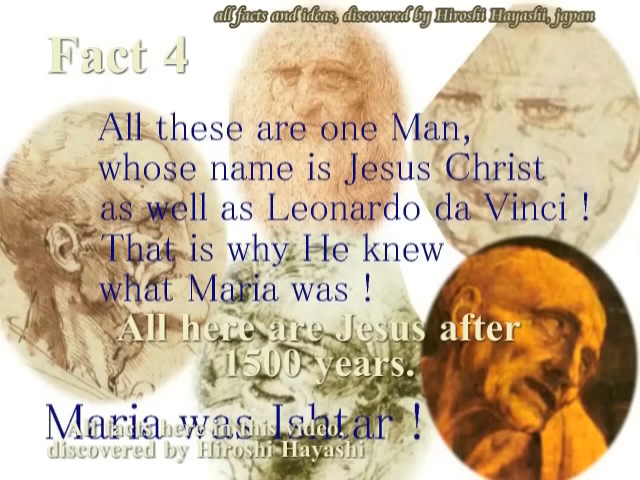 all facts and ideas, discovered by Hiroshi Hayashi, japan
Fact 4
All these are one Man,
whose name is Jesus Christ
as well as Leonardo da Vinci !
That is why He knew
what Maria was !
All here are Jesus after
1500 years.
Maria was Ishtar !
All facts here in this video,
discovered by Hiroshi Hayashi